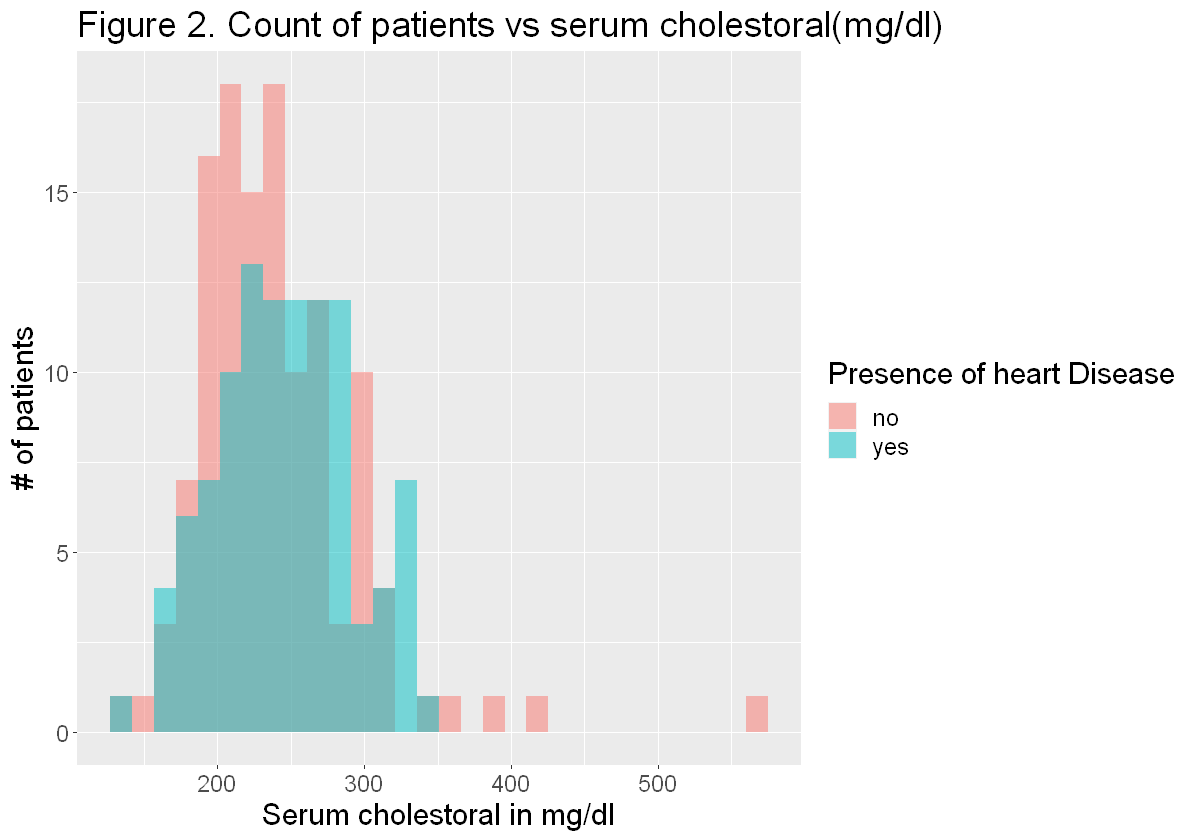 Figure 2. Count of patients vs serum cholestoral(mg/dl)
15
10
5
0
# of patients
200 300 400 500
Serum cholestoral in mg/dl
Presence of heart Disease
no
yes